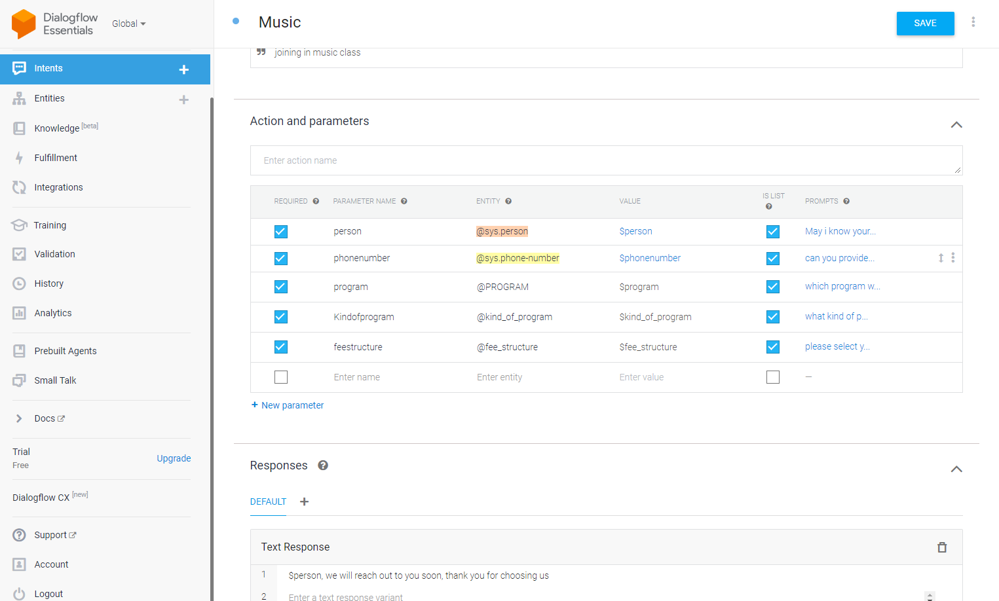 Dialogflow
Essentials
Global
Music
SAVE
Intents
Entities
Knowledge [beta]
Fulfillment
Integrations
Training
Validation
History
Analytics
Prebuilt Agents
Small Talk
Docs
Trial
Free
Upgrade
Dialogflow CX [new]
Support
Account
Logout
joining in music class
Action and parameters
Enter action name
REQUIRED PARAMETER NAME ENTITY VALUE IS LIST PROMPTS
person @sys.person $person May i know your...
phonenumber @sys.phone-number $phonenumber can you provide...
program @PROGRAM $program which program w...
Kindofprogram @kind_of_program $kind_of_program what kind of p...
feestructure @fee_structure $fee_structure please select y...
Enter name Enter entity Enter value –
+ New parameter
Responses
DEFAULT +
Text Response
1 $person, we will reach out to you soon, thank you for choosing us
2 Enter a text response variant